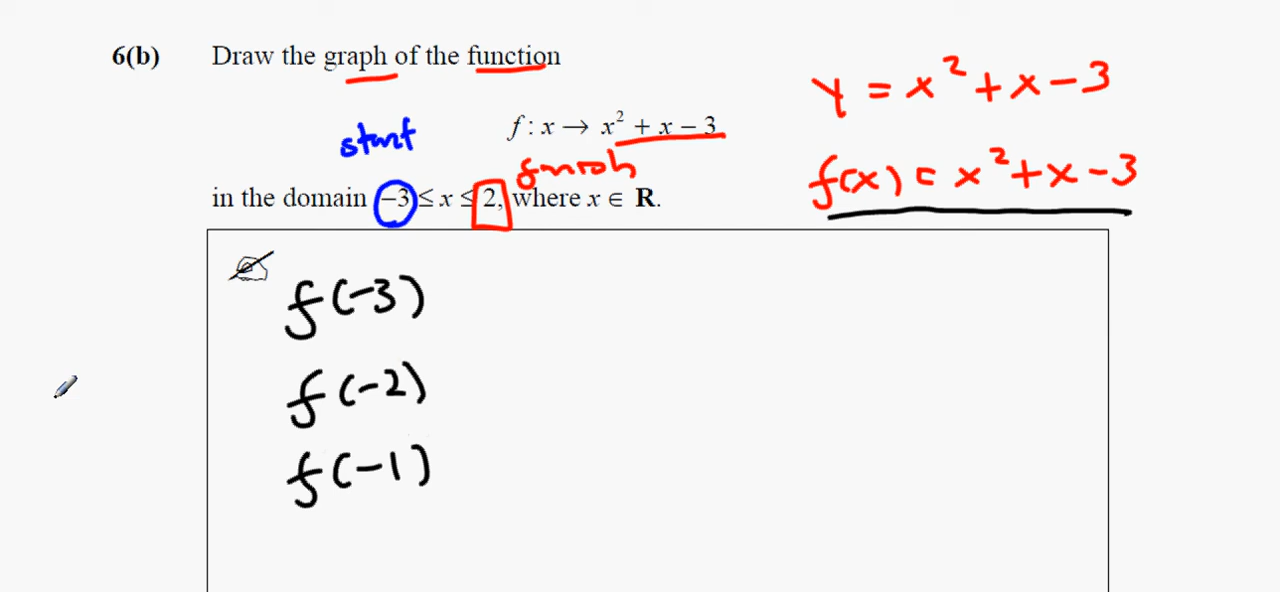 6(b) Draw the graph of the function
y = x² + x - 3
start
f : x → x² + x – 3
finish
f(x) = x² + x - 3
in the domain –3 ≤ x ≤ 2, where x ∈ R.
f(-3)
f(-2)
f(-1)